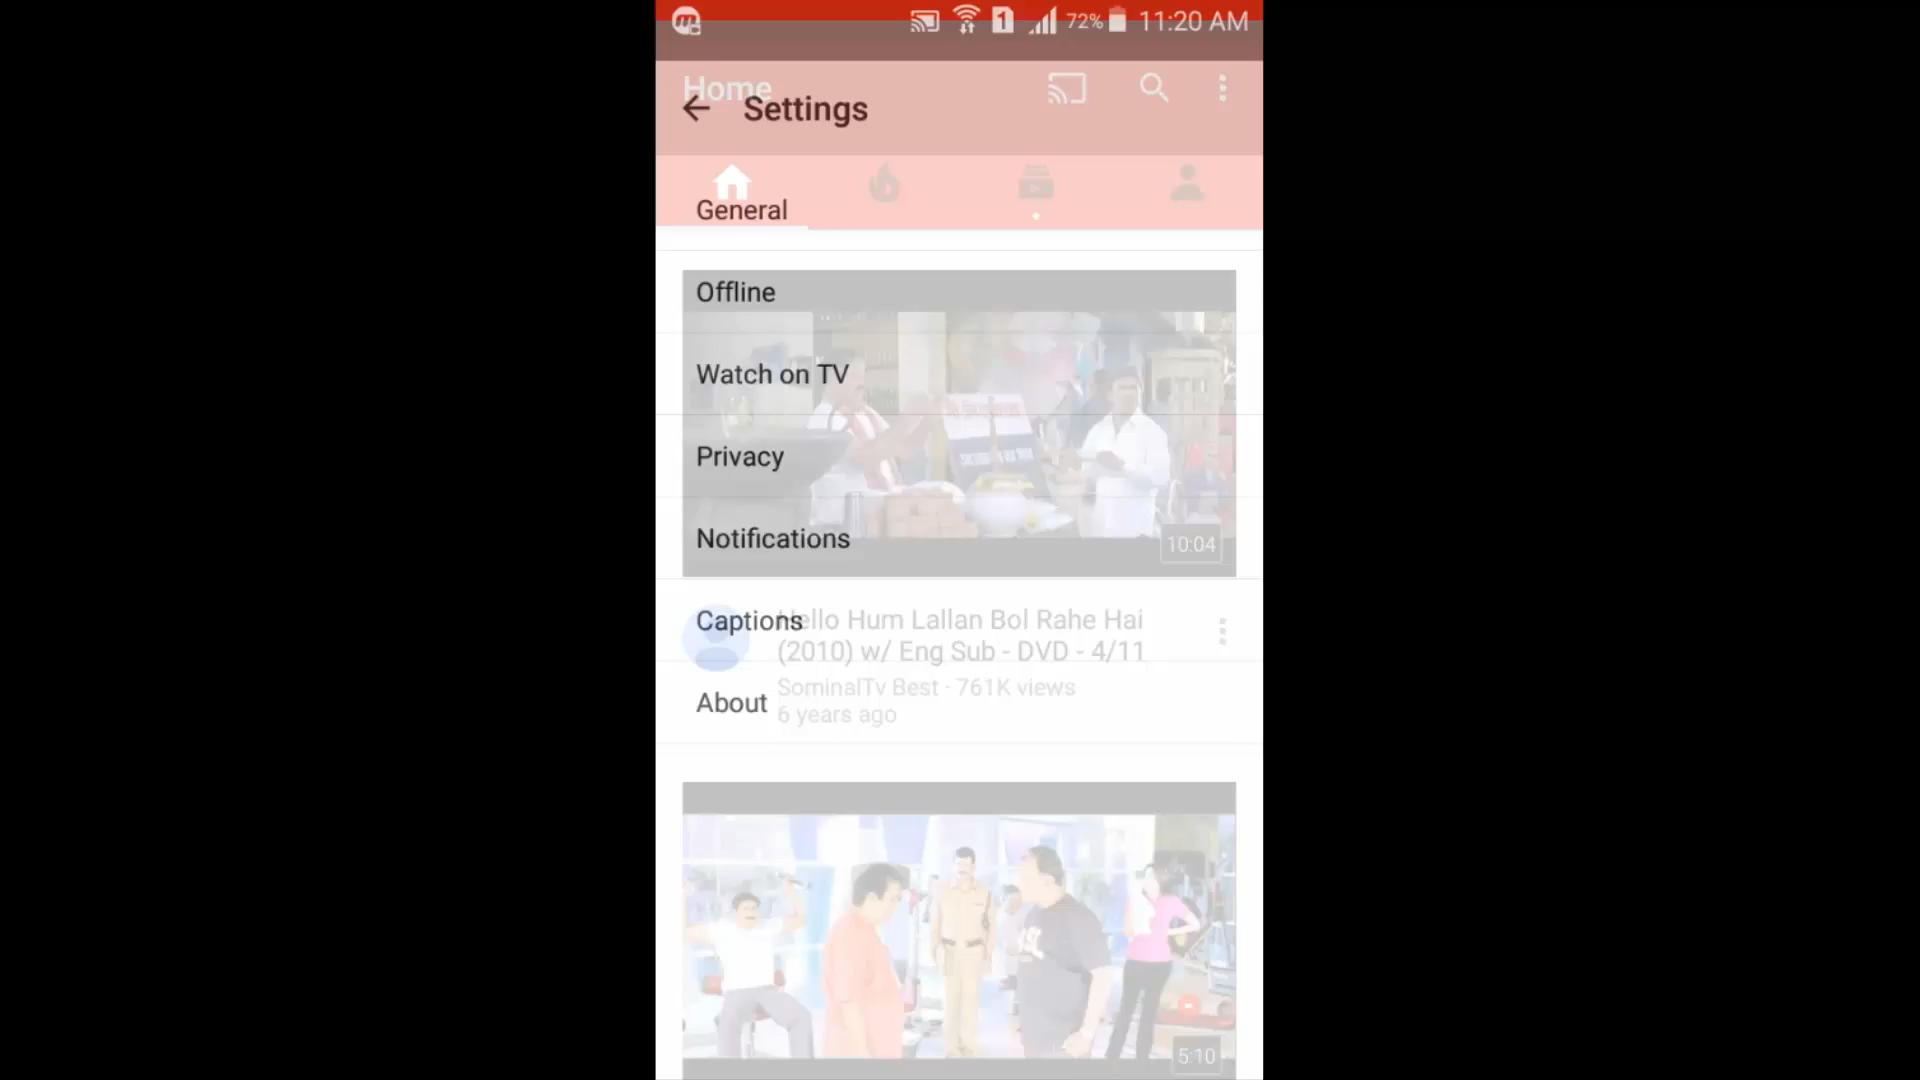 1 72% 11:20 AM
Home
Settings
General
Offline
Watch on TV
Privacy
Notifications
10:04
Captions
Hello Hum Lallan Bol Rahe Hai
(2010) w/ Eng Sub - DVD - 4/11
About
SominalTv Best · 761K views
6 years ago
5:10